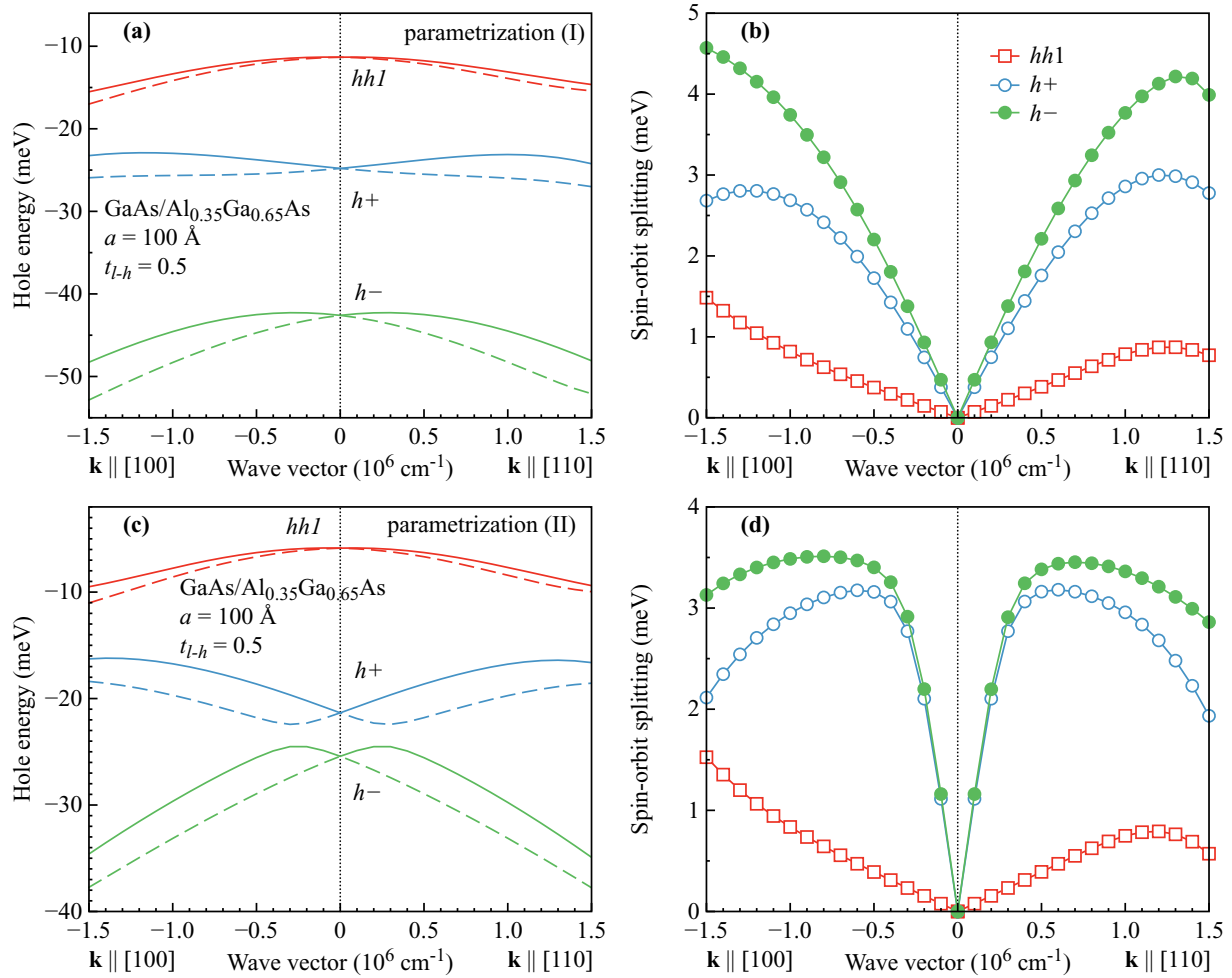 (a)
parametrization (I)
hh1
h+
GaAs/Al0.35Ga0.65As
a = 100 Å
tl-h = 0.5
h−
Hole energy (meV)
−10
−20
−30
−40
−50
−1.5
−1.0
−0.5
0
0.5
1.0
1.5
k || [100]
Wave vector (10^6 cm^-1)
k || [110]
(b)
hh1
h+
h−
Spin-orbit splitting (meV)
5
4
3
2
1
0
−1.5
−1.0
−0.5
0
0.5
1.0
1.5
k || [100]
Wave vector (10^6 cm^-1)
k || [110]
(c)
hh1
parametrization (II)
GaAs/Al0.35Ga0.65As
a = 100 Å
tl-h = 0.5
h+
h−
Hole energy (meV)
−10
−20
−30
−40
−1.5
−1.0
−0.5
0
0.5
1.0
1.5
k || [100]
Wave vector (10^6 cm^-1)
k || [110]
(d)
Spin-orbit splitting (meV)
4
3
2
1
0
−1.5
−1.0
−0.5
0
0.5
1.0
1.5
k || [100]
Wave vector (10^6 cm^-1)
k || [110]